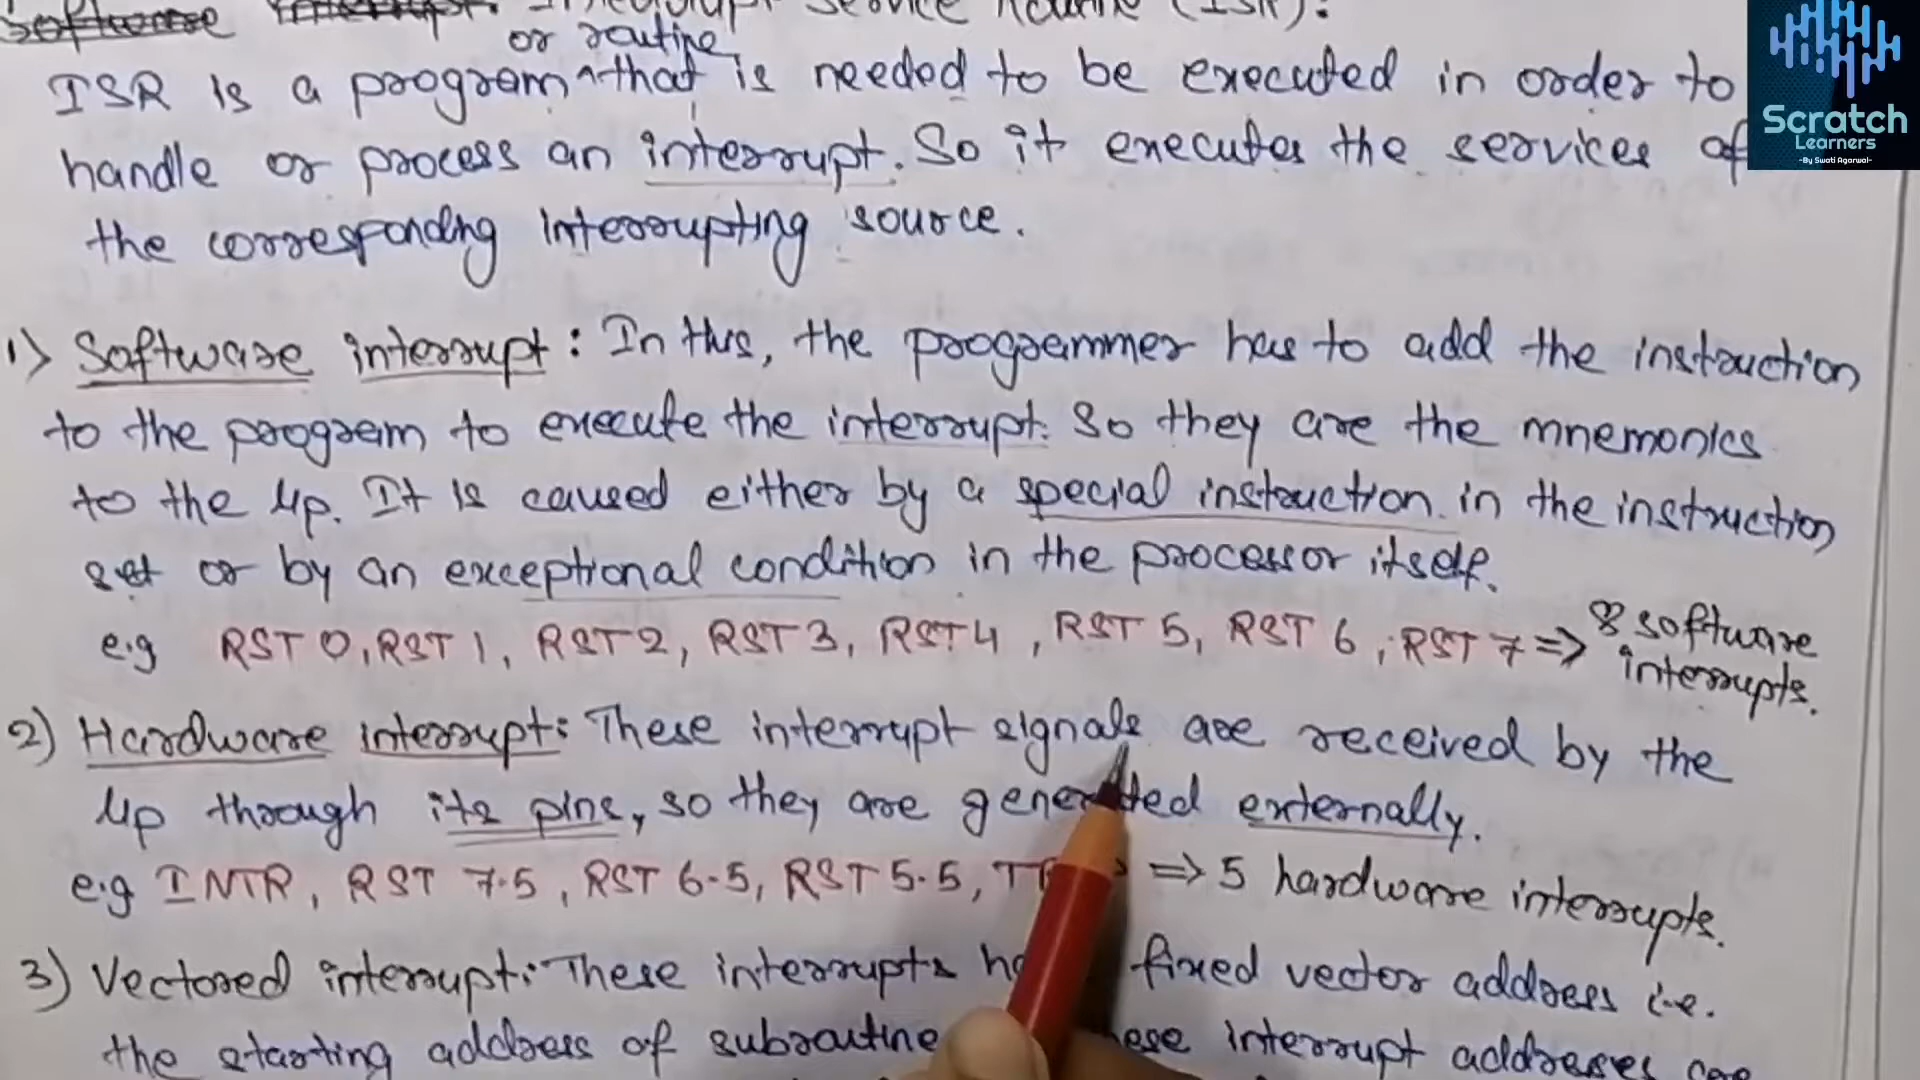 Software Interrupt. Interrupt Service Routine (ISR):
or routine
ISR is a program ^ that is needed to be executed in order to
handle or process an interrupt. So it executes the services of
the corresponding interrupting source.
1) Software interrupt: In this, the programmer has to add the instruction
to the program to execute the interrupt. So they are the mnemonics
to the μp. It is caused either by a special instruction in the instruction
set or by an exceptional condition in the processor itself.
e.g RST 0, RST 1, RST 2, RST 3, RST 4, RST 5, RST 6, RST 7 => 8 software
interrupts.
2) Hardware interrupt: These interrupt signals are received by the
μp through its pins, so they are generated externally.
e.g INTR, RST 7.5, RST 6.5, RST 5.5, => 5 hardware interrupts.
3) Vectored interrupt: These interrupts fixed vector address i.e.
the starting address of subroutine interrupt addresses are
Scratch
Learners
-By Swati Agarwal-